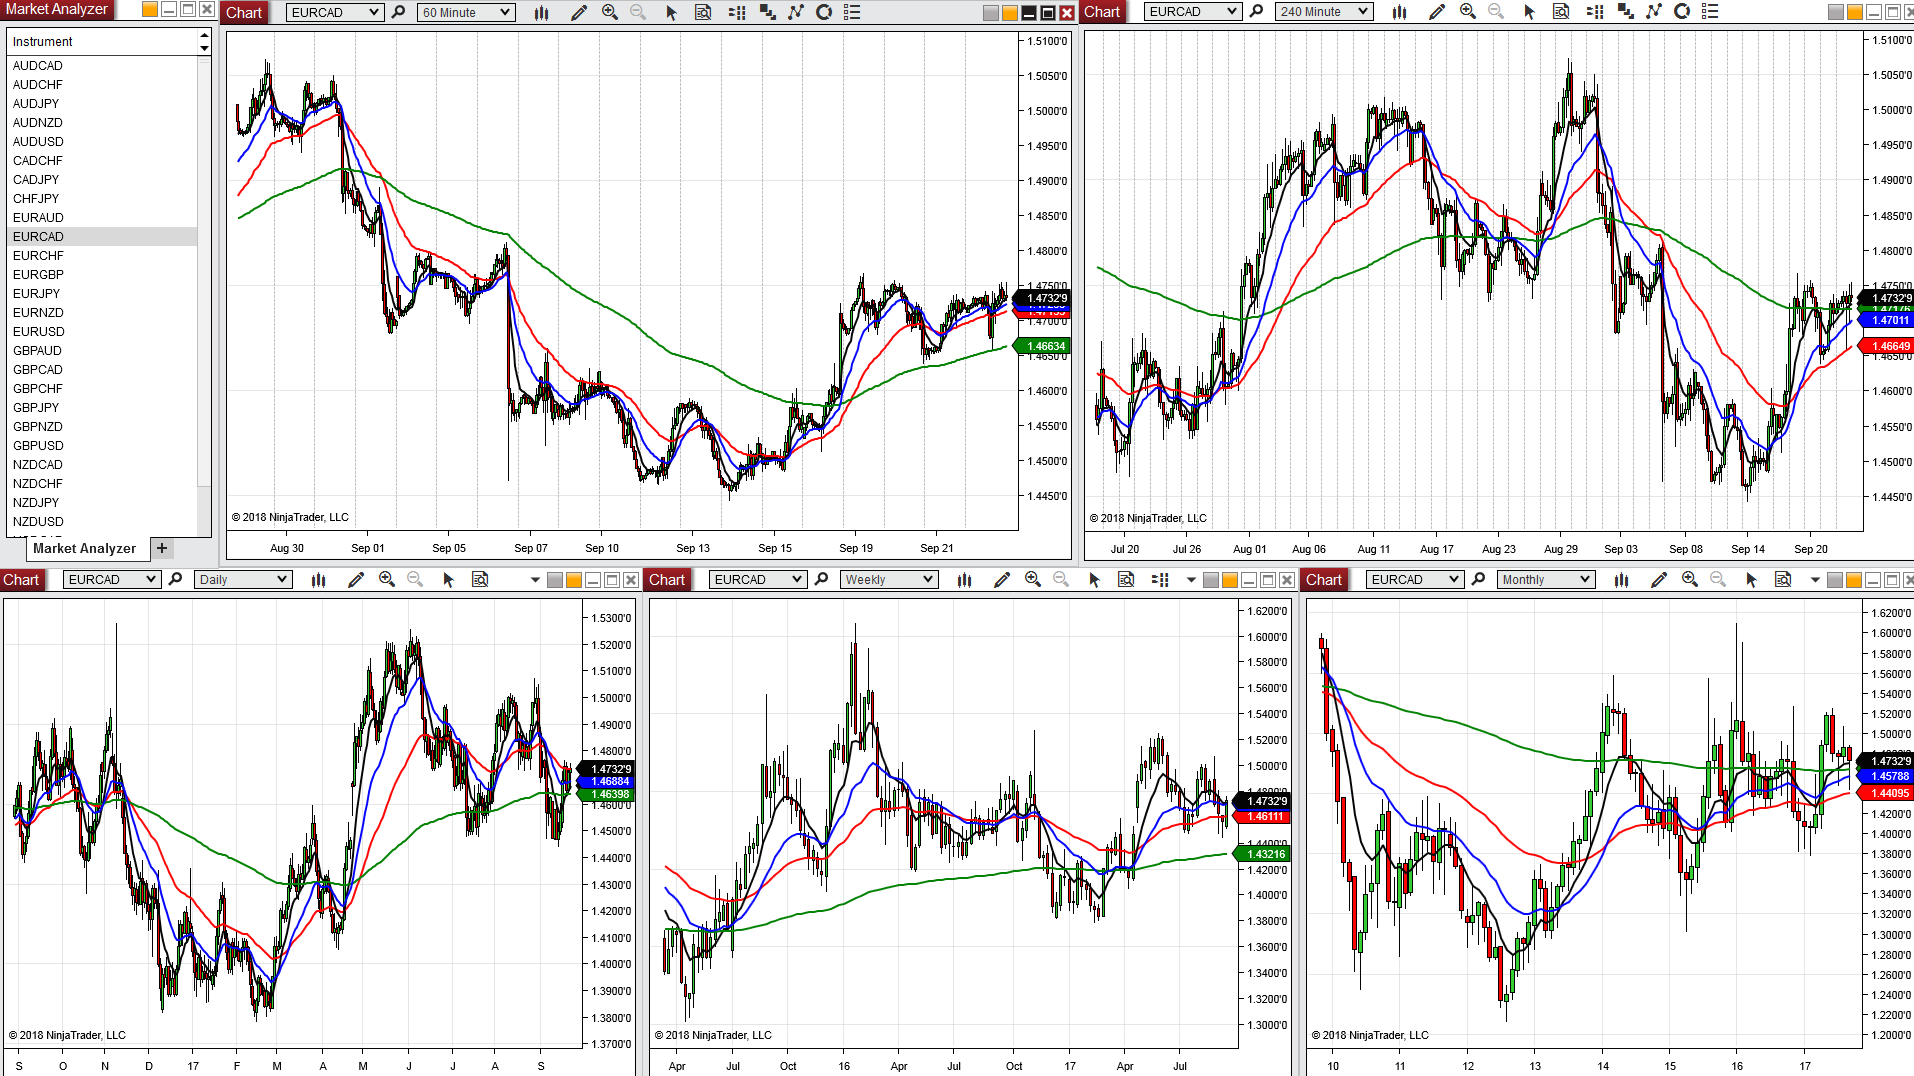 Market Analyzer
Instrument
AUDCAD
AUDCHF
AUDJPY
AUDNZD
AUDUSD
CADCHF
CADJPY
CHFJPY
EURAUD
EURCAD
EURCHF
EURGBP
EURJPY
EURNZD
EURUSD
GBPAUD
GBPCAD
GBPCHF
GBPJPY
GBPNZD
GBPUSD
NZDCAD
NZDCHF
NZDJPY
NZDUSD
Market Analyzer +
Chart EURCAD 60 Minute
1.5100'0
1.5050'0
1.5000'0
1.4950'0
1.4900'0
1.4850'0
1.4800'0
1.4750'0
1.4732'9
1.4700'0
1.46634
1.4600'0
1.4550'0
1.4500'0
1.4450'0
© 2018 NinjaTrader, LLC
Aug 30 Sep 01 Sep 05 Sep 07 Sep 10 Sep 13 Sep 15 Sep 19 Sep 21
Chart EURCAD 240 Minute
1.5100'0
1.5050'0
1.5000'0
1.4950'0
1.4900'0
1.4850'0
1.4800'0
1.4750'0
1.4732'9
1.47011
1.46649
1.4600'0
1.4550'0
1.4500'0
1.4450'0
© 2018 NinjaTrader, LLC
Jul 20 Jul 26 Aug 01 Aug 06 Aug 11 Aug 17 Aug 23 Aug 29 Sep 03 Sep 08 Sep 14 Sep 20
Chart EURCAD Daily
1.5300'0
1.5200'0
1.5100'0
1.5000'0
1.4900'0
1.4800'0
1.4732'9
1.46884
1.46398
1.4500'0
1.4400'0
1.4300'0
1.4200'0
1.4100'0
1.4000'0
1.3900'0
1.3800'0
1.3700'0
© 2018 NinjaTrader, LLC
S O N D 17 F M A M J J A S
Chart EURCAD Weekly
1.6200'0
1.6000'0
1.5800'0
1.5600'0
1.5400'0
1.5200'0
1.5000'0
1.4732'9
1.46111
1.43216
1.4200'0
1.4000'0
1.3800'0
1.3600'0
1.3400'0
1.3200'0
1.3000'0
© 2018 NinjaTrader, LLC
Apr Jul Oct 16 Apr Jul Oct 17 Apr Jul
Chart EURCAD Monthly
1.6200'0
1.6000'0
1.5800'0
1.5600'0
1.5400'0
1.5200'0
1.5000'0
1.4732'9
1.45788
1.44095
1.4200'0
1.4000'0
1.3800'0
1.3600'0
1.3400'0
1.3200'0
1.3000'0
1.2800'0
1.2600'0
1.2400'0
1.2200'0
1.2000'0
© 2018 NinjaTrader, LLC
10 11 12 13 14 15 16 17